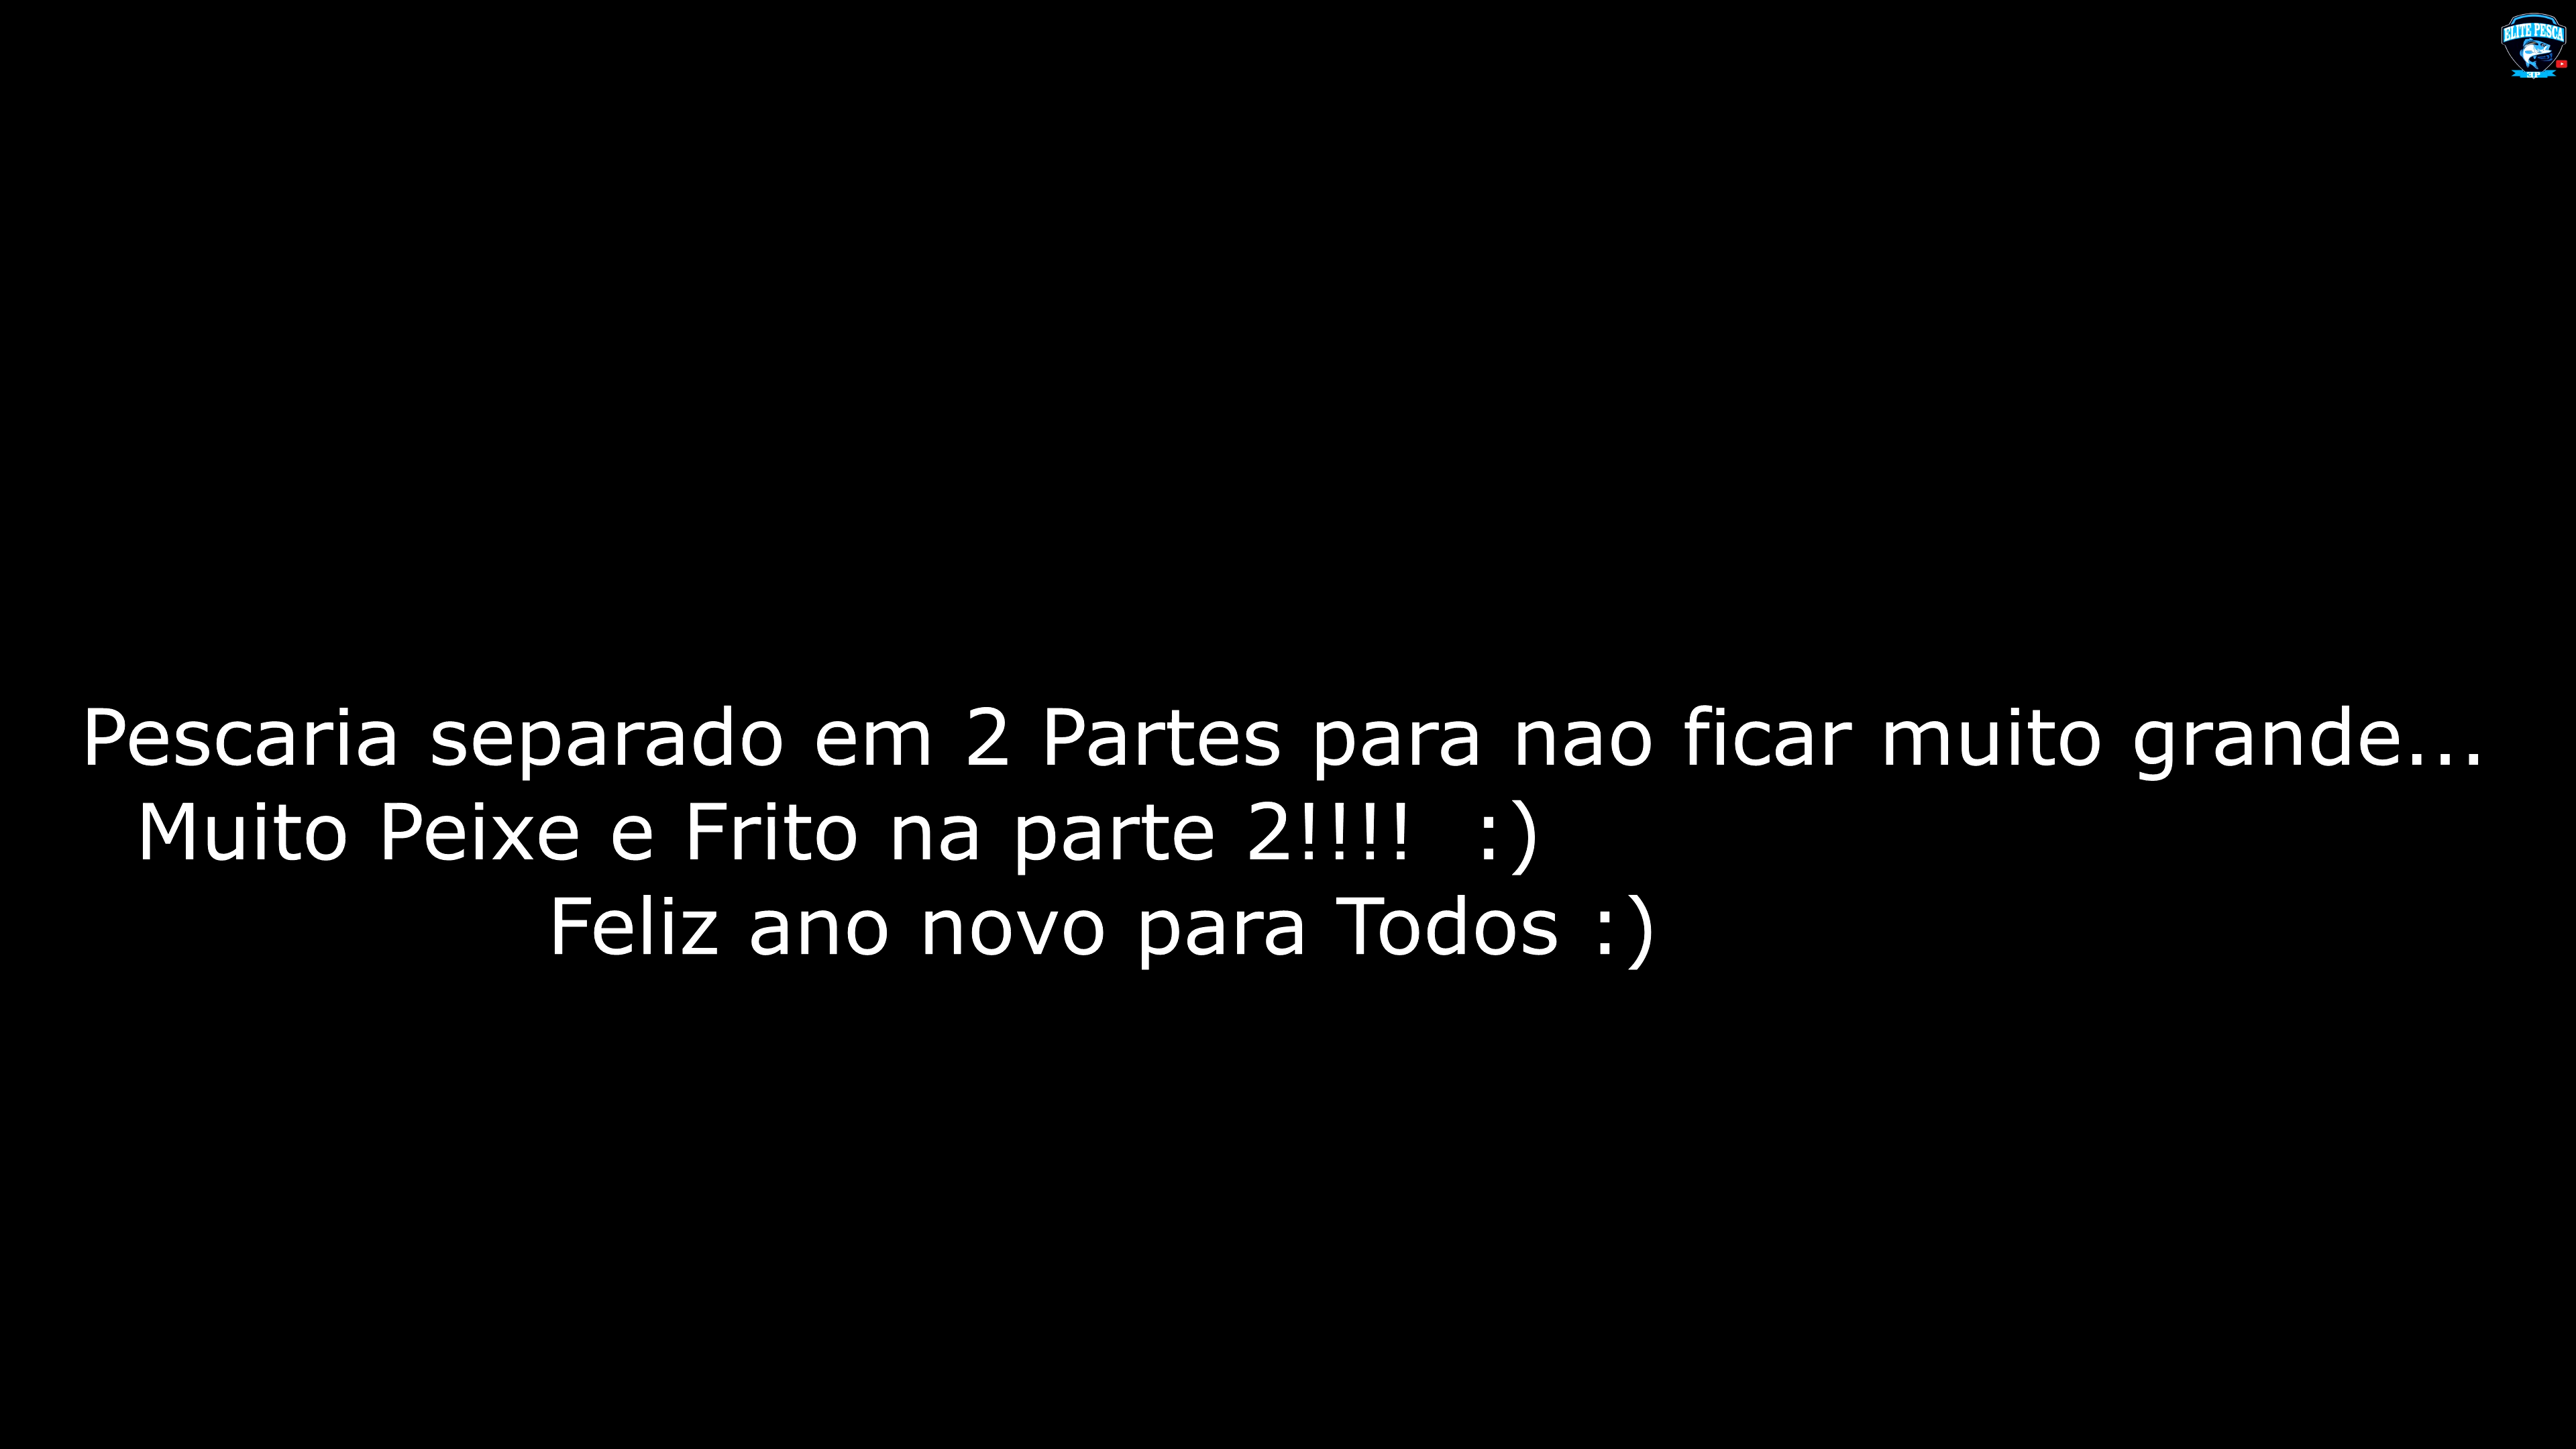 ELITE PESCA
Pescaria separado em 2 Partes para nao ficar muito grande...
Muito Peixe e Frito na parte 2!!!! :)
Feliz ano novo para Todos :)